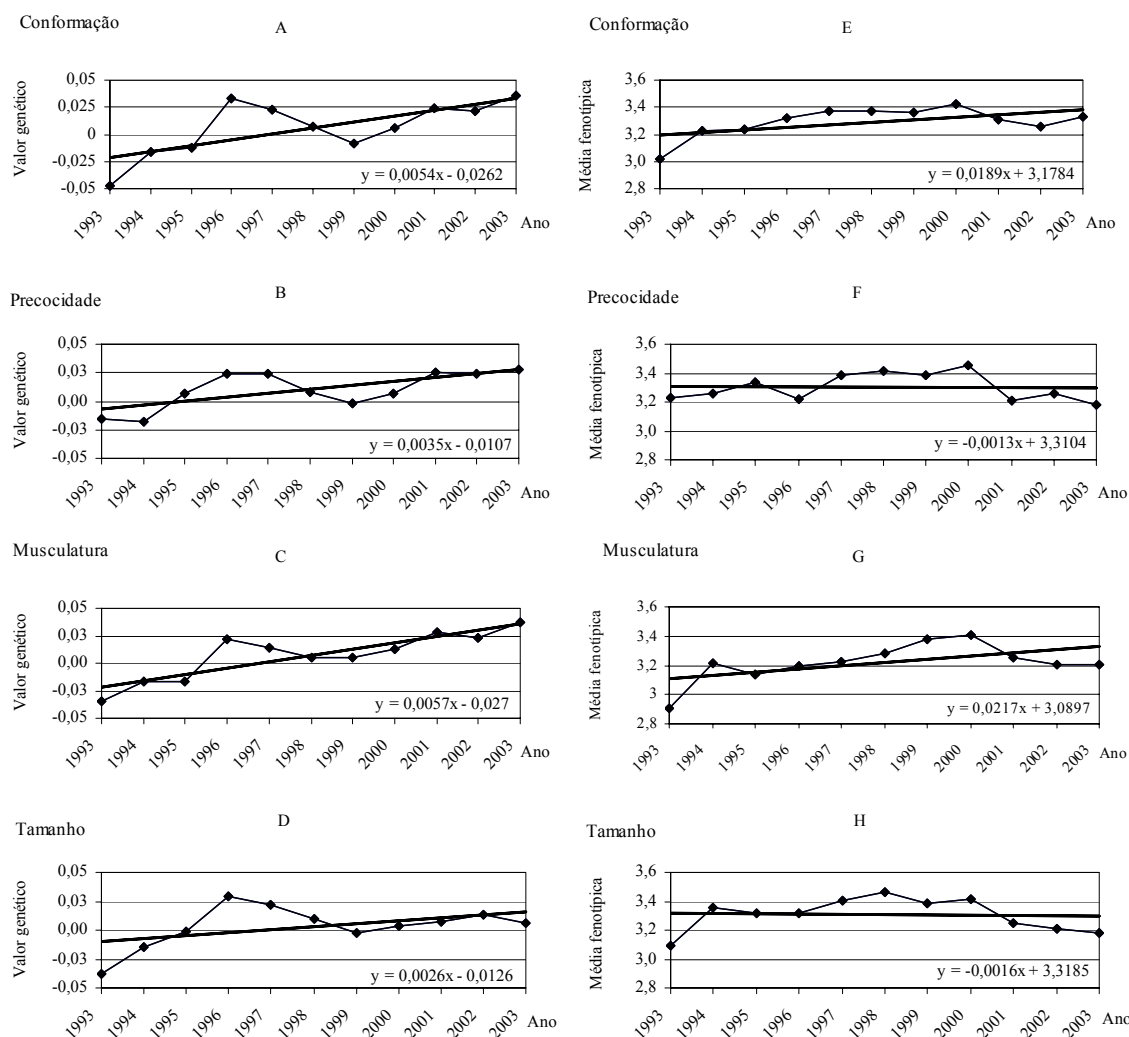 Conformação
A
Valor genético
0,05
0,025
0
-0,025
-0,05
y = 0,0054x - 0,0262
1993 1994 1995 1996 1997 1998 1999 2000 2001 2002 2003 Ano
Conformação
E
Média fenotípica
3,6
3,4
3,2
3,0
2,8
y = 0,0189x + 3,1784
1993 1994 1995 1996 1997 1998 1999 2000 2001 2002 2003 Ano
Precocidade
B
Valor genético
0,05
0,03
0,00
-0,03
-0,05
y = 0,0035x - 0,0107
1993 1994 1995 1996 1997 1998 1999 2000 2001 2002 2003 Ano
Precocidade
F
Média fenotípica
3,6
3,4
3,2
3,0
2,8
y = -0,0013x + 3,3104
1993 1994 1995 1996 1997 1998 1999 2000 2001 2002 2003 Ano
Musculatura
C
Valor genético
0,05
0,03
0,00
-0,03
-0,05
y = 0,0057x - 0,027
1993 1994 1995 1996 1997 1998 1999 2000 2001 2002 2003 Ano
Musculatura
G
Média fenotípica
3,6
3,4
3,2
3
2,8
y = 0,0217x + 3,0897
1993 1994 1995 1996 1997 1998 1999 2000 2001 2002 2003 Ano
Tamanho
D
Valor genético
0,05
0,03
0,00
-0,03
-0,05
y = 0,0026x - 0,0126
1993 1994 1995 1996 1997 1998 1999 2000 2001 2002 2003 Ano
Tamanho
H
Média fenotípica
3,6
3,4
3,2
3,0
2,8
y = -0,0016x + 3,3185
1993 1994 1995 1996 1997 1998 1999 2000 2001 2002 2003 Ano